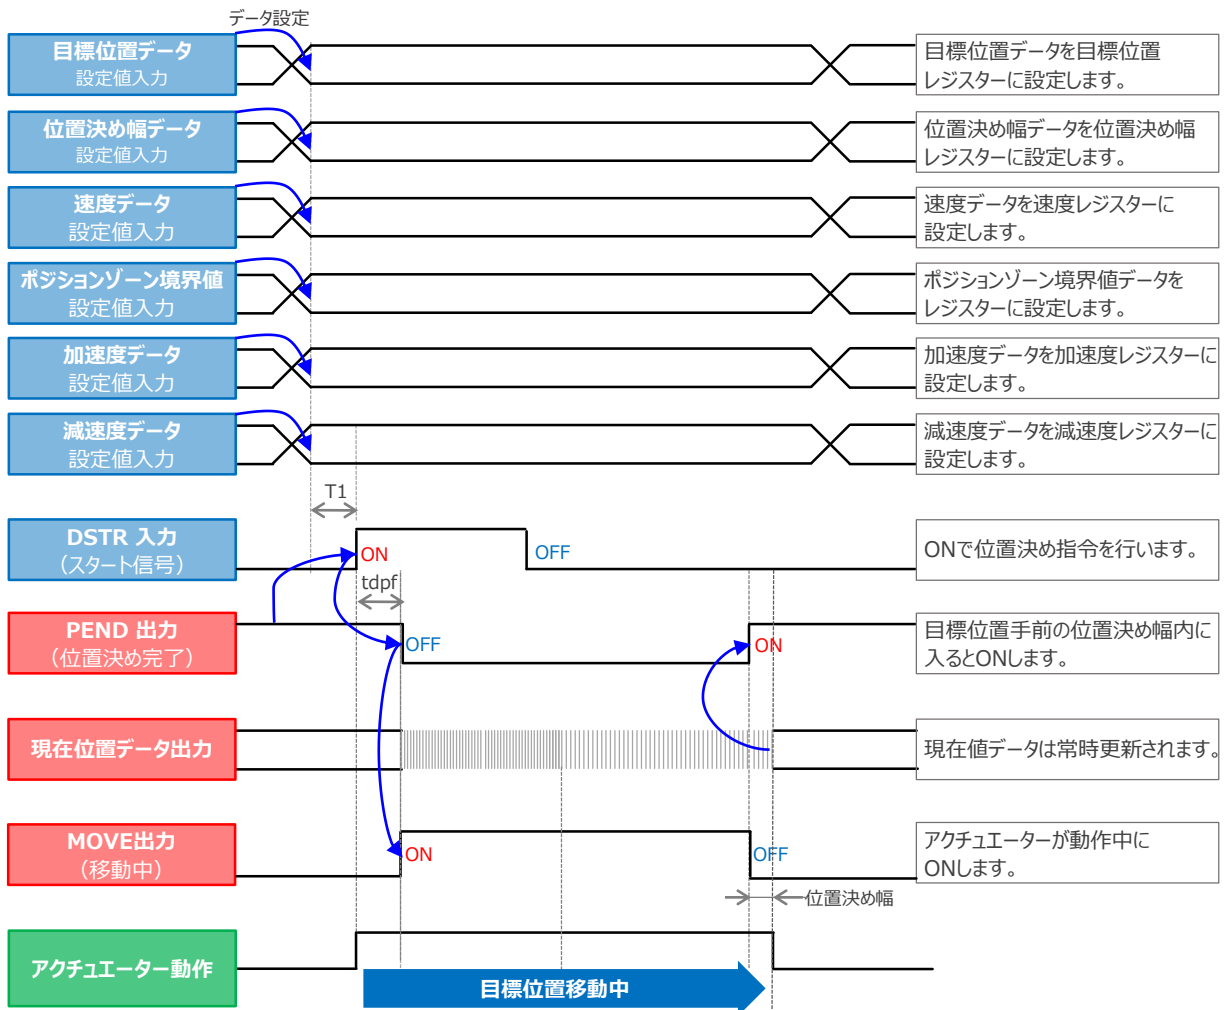 データ設定
目標位置データ
設定値入力
目標位置データを目標位置
レジスターに設定します。
位置決め幅データ
設定値入力
位置決め幅データを位置決め幅
レジスターに設定します。
速度データ
設定値入力
速度データを速度レジスターに
設定します。
ポジションゾーン境界値
設定値入力
ポジションゾーン境界値データを
レジスターに設定します。
加速度データ
設定値入力
加速度データを加速度レジスターに
設定します。
減速度データ
設定値入力
減速度データを減速度レジスターに
設定します。
T1
DSTR 入力
（スタート信号）
ON
OFF
ONで位置決め指令を行います。
tdpf
PEND 出力
（位置決め完了）
OFF
ON
目標位置手前の位置決め幅内に
入るとONします。
現在位置データ出力
現在値データは常時更新されます。
MOVE出力
（移動中）
ON
OFF
アクチュエーターが動作中に
ONします。
位置決め幅
アクチュエーター動作
目標位置移動中